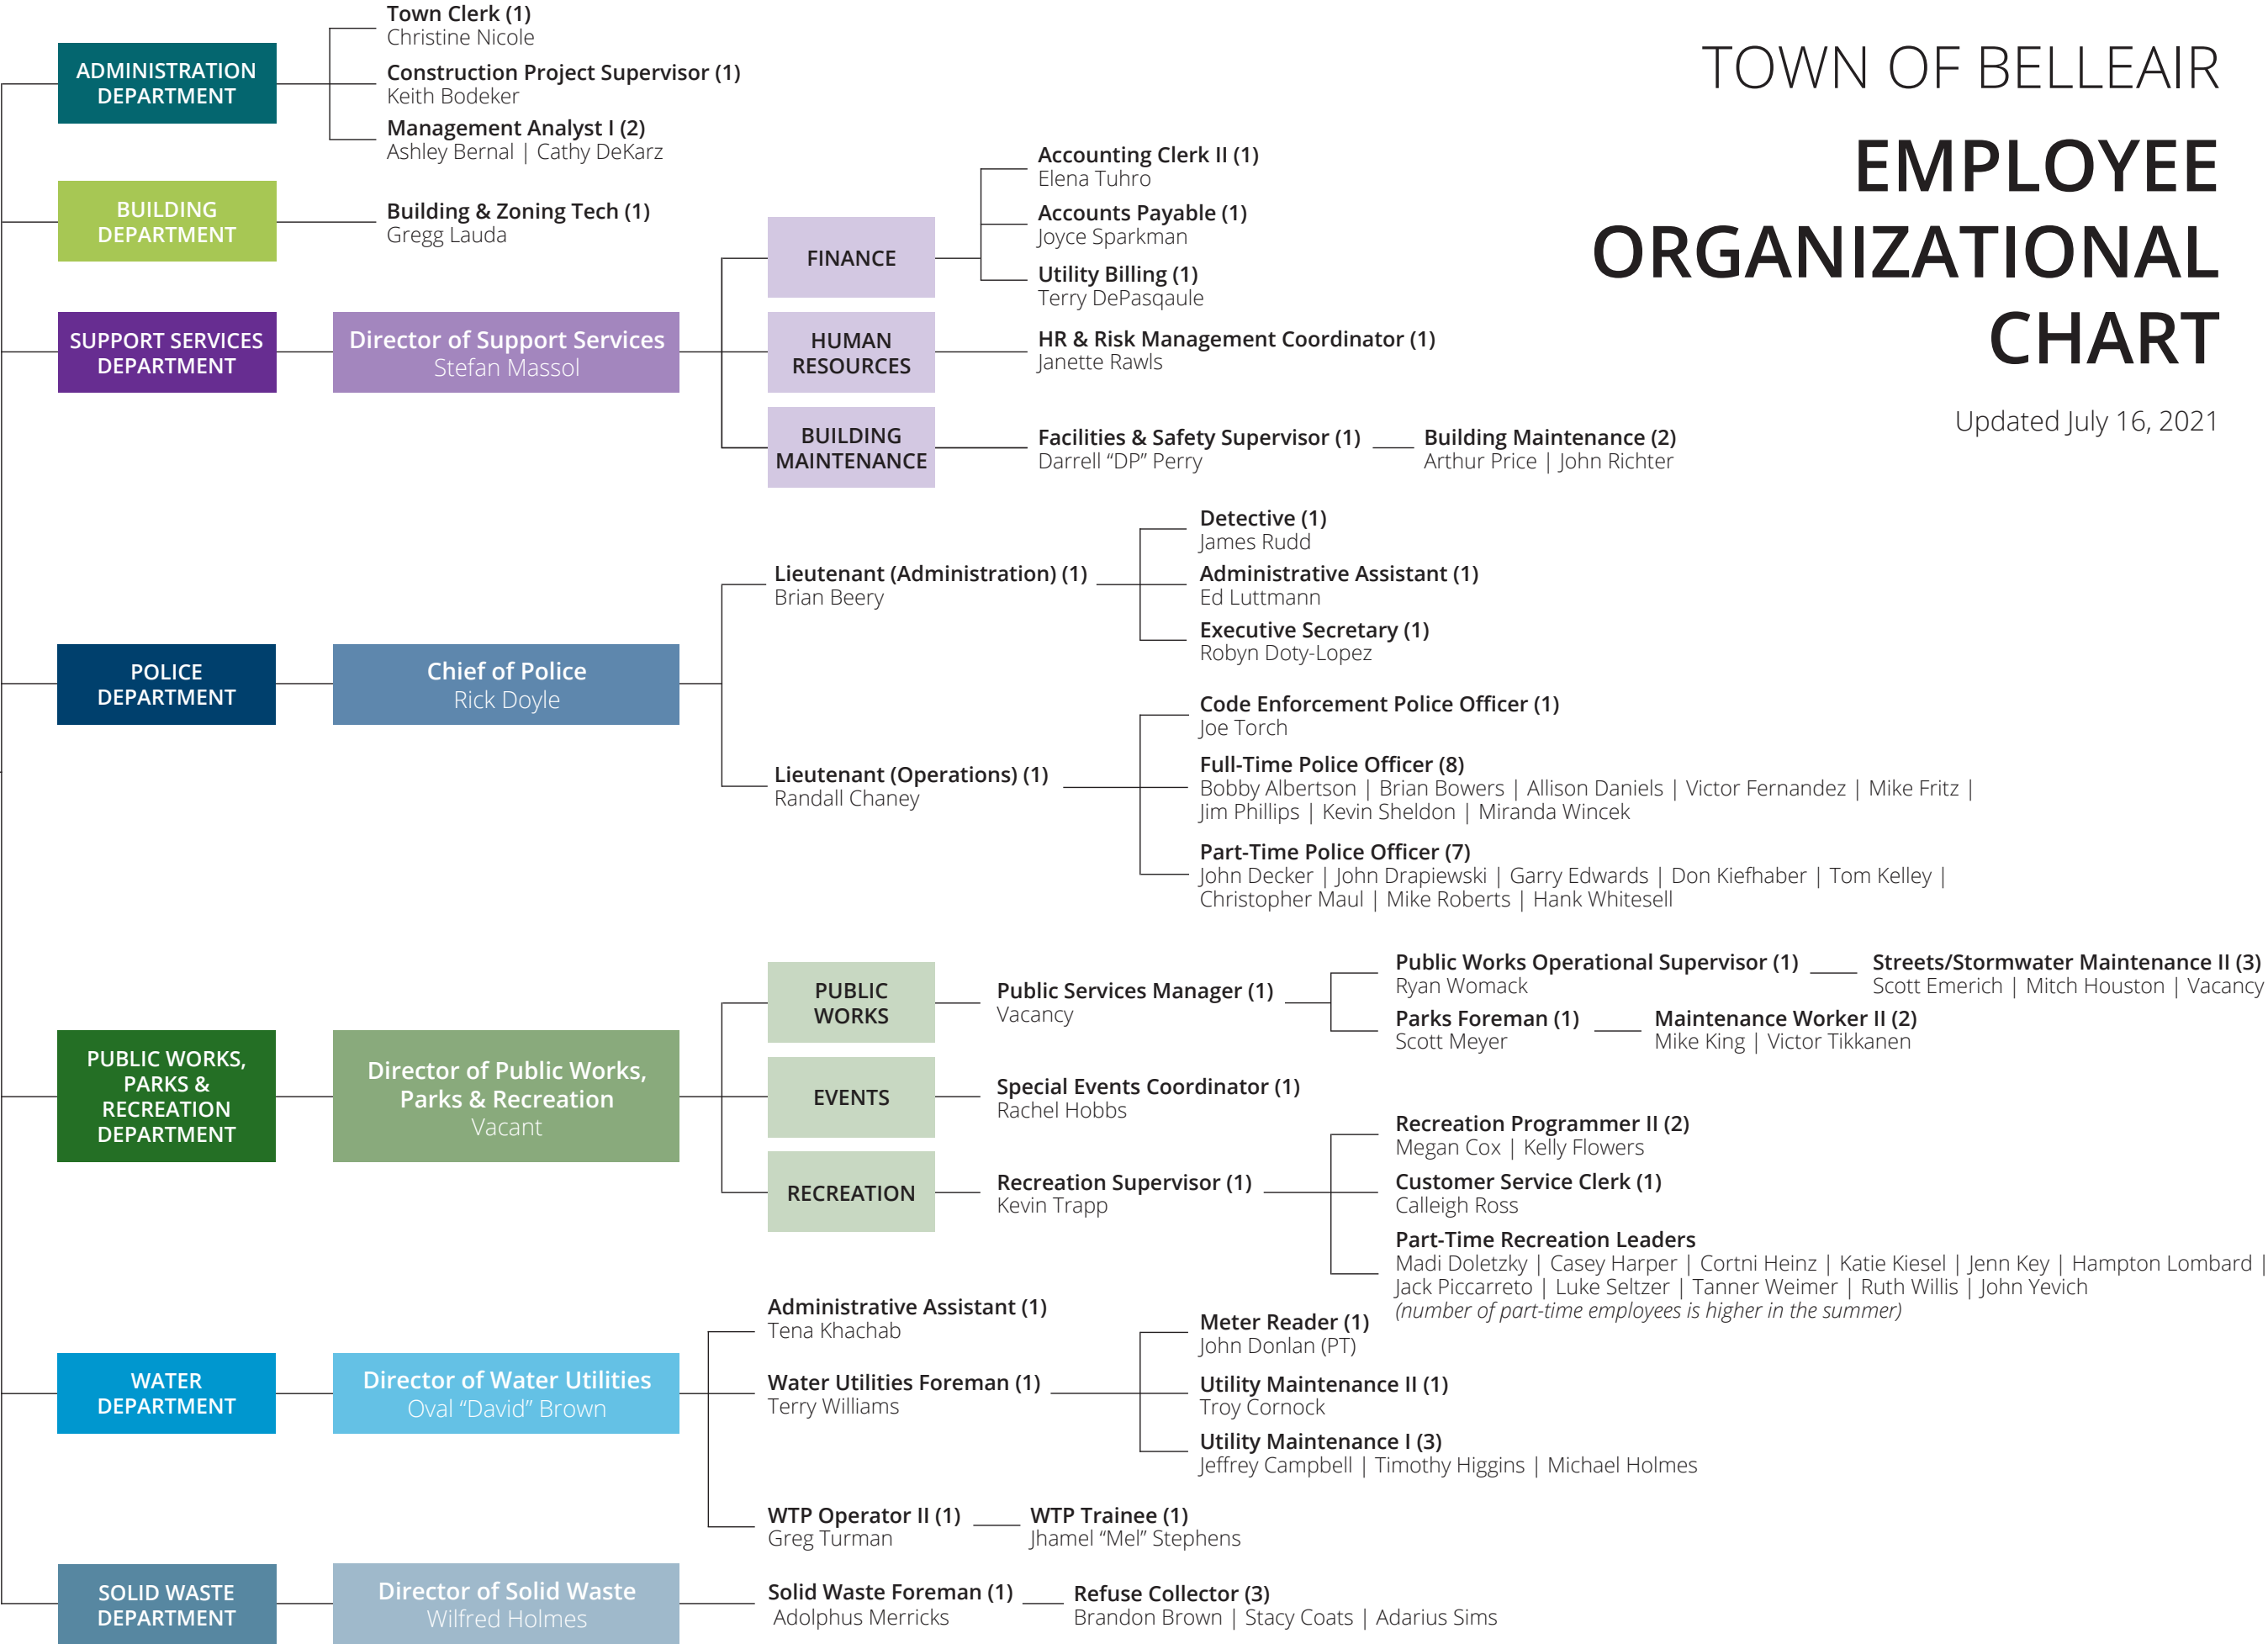 TOWN OF BELLEAIR
EMPLOYEE
ORGANIZATIONAL
CHART
Updated July 16, 2021
ADMINISTRATION
DEPARTMENT
Town Clerk (1)
Christine Nicole
Construction Project Supervisor (1)
Keith Bodeker
Management Analyst I (2)
Ashley Bernal | Cathy DeKarz
BUILDING
DEPARTMENT
Building & Zoning Tech (1)
Gregg Lauda
SUPPORT SERVICES
DEPARTMENT
Director of Support Services
Stefan Massol
FINANCE
Accounting Clerk II (1)
Elena Tuhro
Accounts Payable (1)
Joyce Sparkman
Utility Billing (1)
Terry DePasqaule
HUMAN
RESOURCES
HR & Risk Management Coordinator (1)
Janette Rawls
BUILDING
MAINTENANCE
Facilities & Safety Supervisor (1)
Darrell “DP” Perry
Building Maintenance (2)
Arthur Price | John Richter
POLICE
DEPARTMENT
Chief of Police
Rick Doyle
Lieutenant (Administration) (1)
Brian Beery
Detective (1)
James Rudd
Administrative Assistant (1)
Ed Luttmann
Executive Secretary (1)
Robyn Doty-Lopez
Lieutenant (Operations) (1)
Randall Chaney
Code Enforcement Police Officer (1)
Joe Torch
Full-Time Police Officer (8)
Bobby Albertson | Brian Bowers | Allison Daniels | Victor Fernandez | Mike Fritz |
Jim Phillips | Kevin Sheldon | Miranda Wincek
Part-Time Police Officer (7)
John Decker | John Drapiewski | Garry Edwards | Don Kiefhaber | Tom Kelley |
Christopher Maul | Mike Roberts | Hank Whitesell
PUBLIC WORKS,
PARKS &
RECREATION
DEPARTMENT
Director of Public Works,
Parks & Recreation
Vacant
PUBLIC
WORKS
Public Services Manager (1)
Vacancy
Public Works Operational Supervisor (1)
Ryan Womack
Streets/Stormwater Maintenance II (3)
Scott Emerich | Mitch Houston | Vacancy
Parks Foreman (1)
Scott Meyer
Maintenance Worker II (2)
Mike King | Victor Tikkanen
EVENTS
Special Events Coordinator (1)
Rachel Hobbs
RECREATION
Recreation Supervisor (1)
Kevin Trapp
Recreation Programmer II (2)
Megan Cox | Kelly Flowers
Customer Service Clerk (1)
Calleigh Ross
Part-Time Recreation Leaders
Madi Doletzky | Casey Harper | Cortni Heinz | Katie Kiesel | Jenn Key | Hampton Lombard |
Jack Piccarreto | Luke Seltzer | Tanner Weimer | Ruth Willis | John Yevich
(number of part-time employees is higher in the summer)
WATER
DEPARTMENT
Director of Water Utilities
Oval “David” Brown
Administrative Assistant (1)
Tena Khachab
Water Utilities Foreman (1)
Terry Williams
Meter Reader (1)
John Donlan (PT)
Utility Maintenance II (1)
Troy Cornock
Utility Maintenance I (3)
Jeffrey Campbell | Timothy Higgins | Michael Holmes
WTP Operator II (1)
Greg Turman
WTP Trainee (1)
Jhamel “Mel” Stephens
SOLID WASTE
DEPARTMENT
Director of Solid Waste
Wilfred Holmes
Solid Waste Foreman (1)
Adolphus Merricks
Refuse Collector (3)
Brandon Brown | Stacy Coats | Adarius Sims